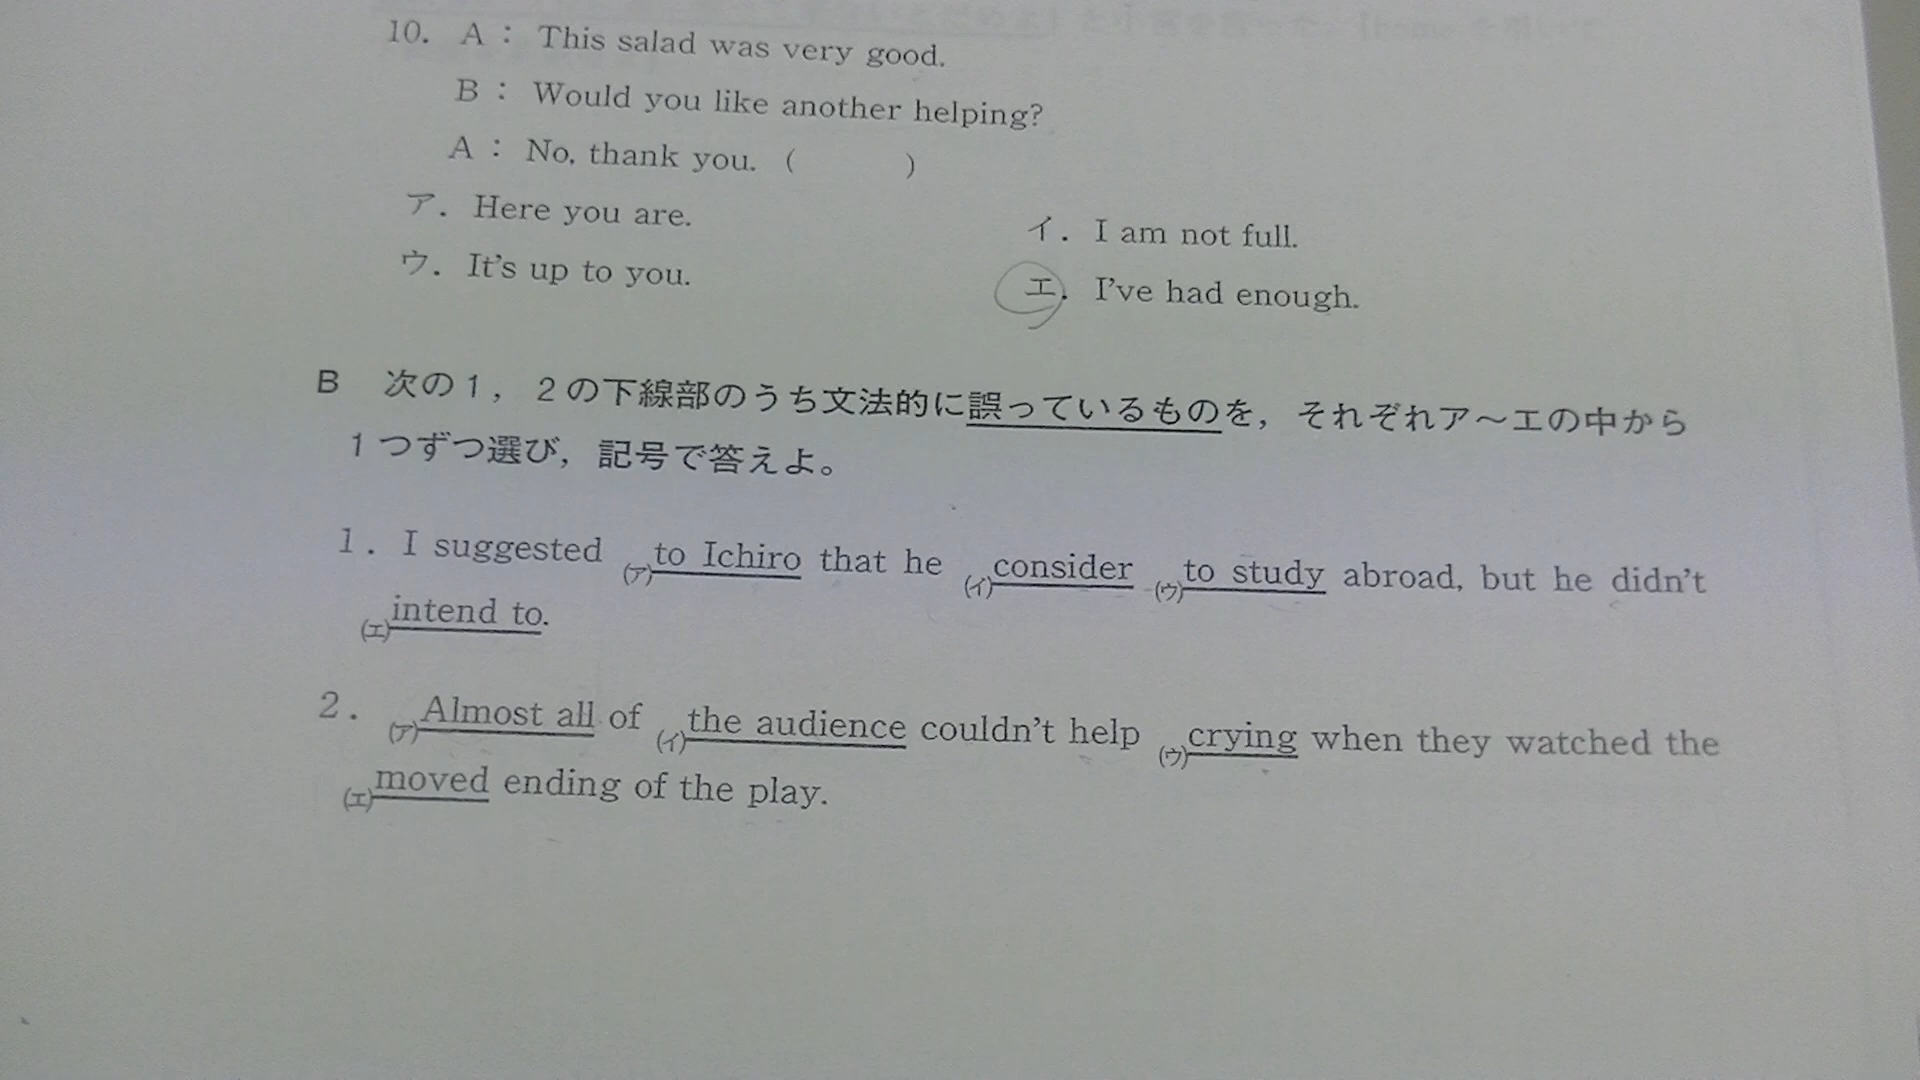 10. A： This salad was very good.
B： Would you like another helping?
A： No, thank you. (　　　)
ア．Here you are.
イ．I am not full.
ウ．It's up to you.
エ．I've had enough.
B　次の1，2の下線部のうち文法的に誤っているものを，それぞれア～エの中から
1つずつ選び，記号で答えよ。
1．I suggested (ア)to Ichiro that he (イ)consider (ウ)to study abroad, but he didn't
(エ)intend to.
2．(ア)Almost all of (イ)the audience couldn't help (ウ)crying when they watched the
(エ)moved ending of the play.